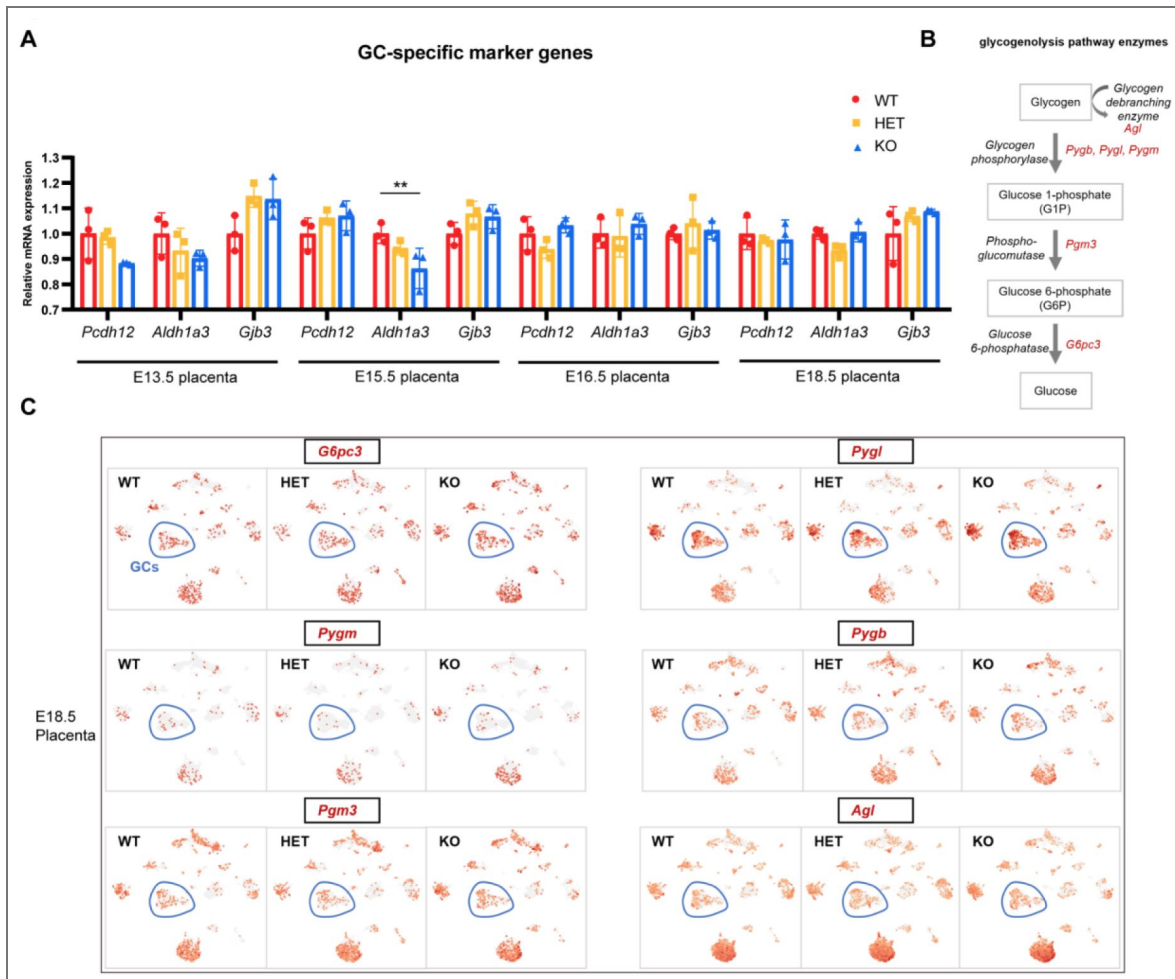 A
GC-specific marker genes
WT
HET
KO
Relative mRNA expression
1.3
1.2
1.1
1.0
0.9
0.8
0.7
**
Pcdh12 Aldh1a3 Gjb3 Pcdh12 Aldh1a3 Gjb3 Pcdh12 Aldh1a3 Gjb3 Pcdh12 Aldh1a3 Gjb3
E13.5 placenta E15.5 placenta E16.5 placenta E18.5 placenta
B
glycogenolysis pathway enzymes
Glycogen
Glycogen
debranching
enzyme
Agl
Glycogen
phosphorylase
Pygb, Pygl, Pygm
Glucose 1-phosphate
(G1P)
Phospho-
glucomutase
Pgm3
Glucose 6-phosphate
(G6P)
Glucose
6-phosphatase
G6pc3
Glucose
C
E18.5
Placenta
G6pc3
WT HET KO
GCs
Pygl
WT HET KO
Pygm
WT HET KO
Pygb
WT HET KO
Pgm3
WT HET KO
Agl
WT HET KO